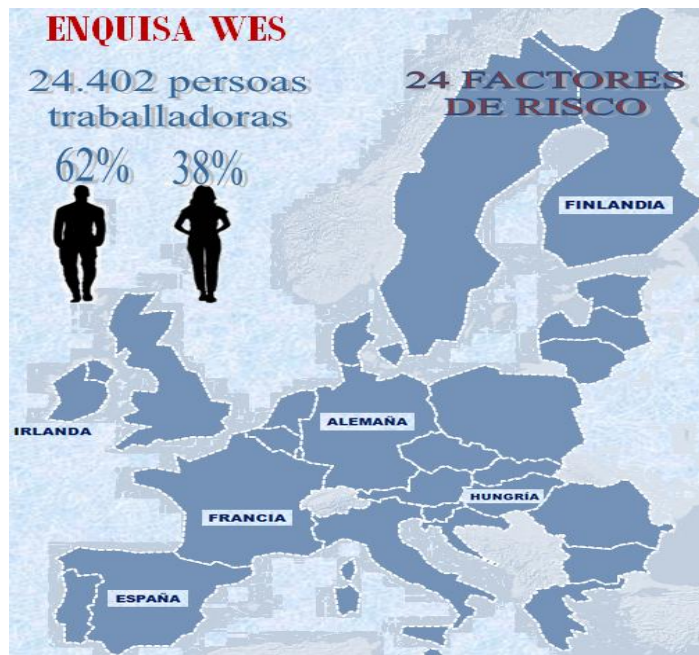 ENQUISA WES
24.402 persoas
traballadoras
62% 38%
24 FACTORES
DE RISCO
FINLANDIA
IRLANDA
ALEMAÑA
HUNGRÍA
FRANCIA
ESPAÑA